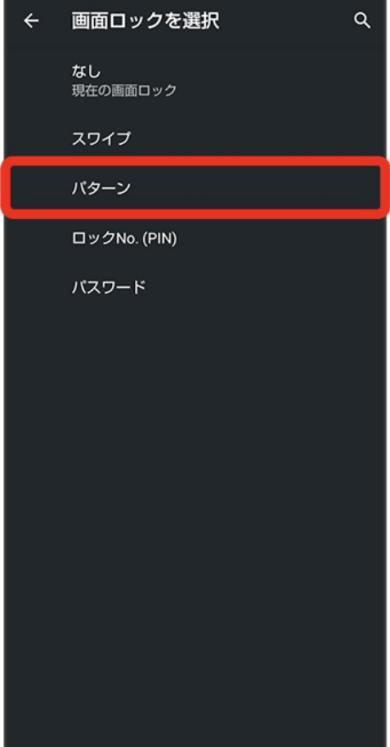 画面ロックを選択
なし
現在の画面ロック
スワイプ
パターン
ロックNo. (PIN)
パスワード